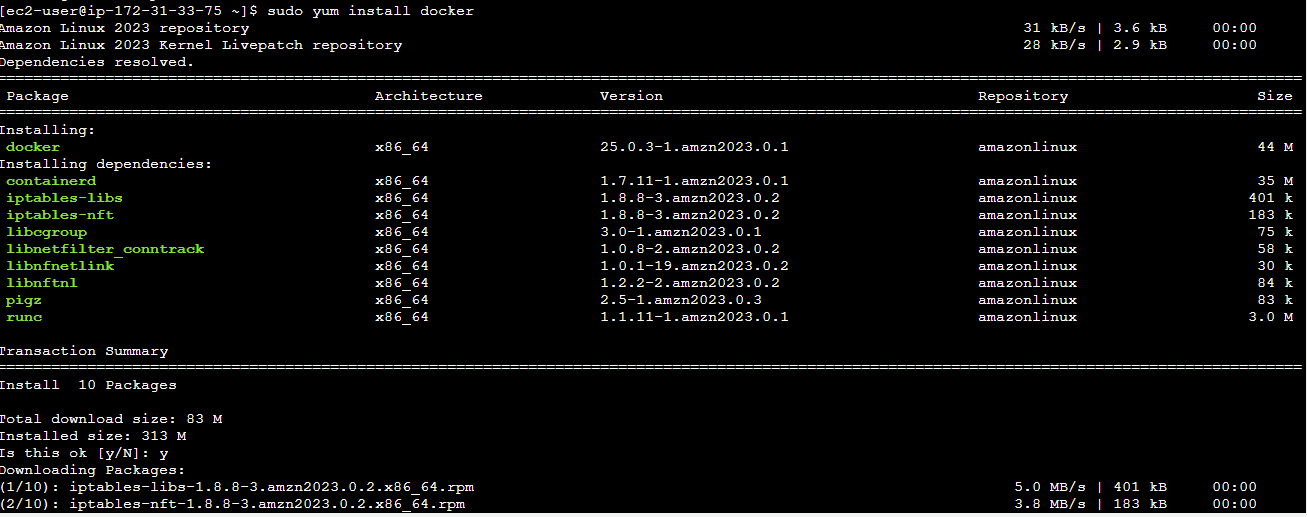 [ec2-user@ip-172-31-33-75 ~]$ sudo yum install docker
Amazon Linux 2023 repository 31 kB/s | 3.6 kB 00:00
Amazon Linux 2023 Kernel Livepatch repository 28 kB/s | 2.9 kB 00:00
Dependencies resolved.
================================================================================
Package Architecture Version Repository Size
================================================================================
Installing:
docker x86_64 25.0.3-1.amzn2023.0.1 amazonlinux 44 M
Installing dependencies:
containerd x86_64 1.7.11-1.amzn2023.0.1 amazonlinux 35 M
iptables-libs x86_64 1.8.8-3.amzn2023.0.2 amazonlinux 401 k
iptables-nft x86_64 1.8.8-3.amzn2023.0.2 amazonlinux 183 k
libcgroup x86_64 3.0-1.amzn2023.0.1 amazonlinux 75 k
libnetfilter_conntrack x86_64 1.0.8-2.amzn2023.0.2 amazonlinux 58 k
libnfnetlink x86_64 1.0.1-19.amzn2023.0.2 amazonlinux 30 k
libnftnl x86_64 1.2.2-2.amzn2023.0.2 amazonlinux 84 k
pigz x86_64 2.5-1.amzn2023.0.3 amazonlinux 83 k
runc x86_64 1.1.11-1.amzn2023.0.1 amazonlinux 3.0 M
Transaction Summary
================================================================================
Install 10 Packages
Total download size: 83 M
Installed size: 313 M
Is this ok [y/N]: y
Downloading Packages:
(1/10): iptables-libs-1.8.8-3.amzn2023.0.2.x86_64.rpm 5.0 MB/s | 401 kB 00:00
(2/10): iptables-nft-1.8.8-3.amzn2023.0.2.x86_64.rpm 3.8 MB/s | 183 kB 00:00